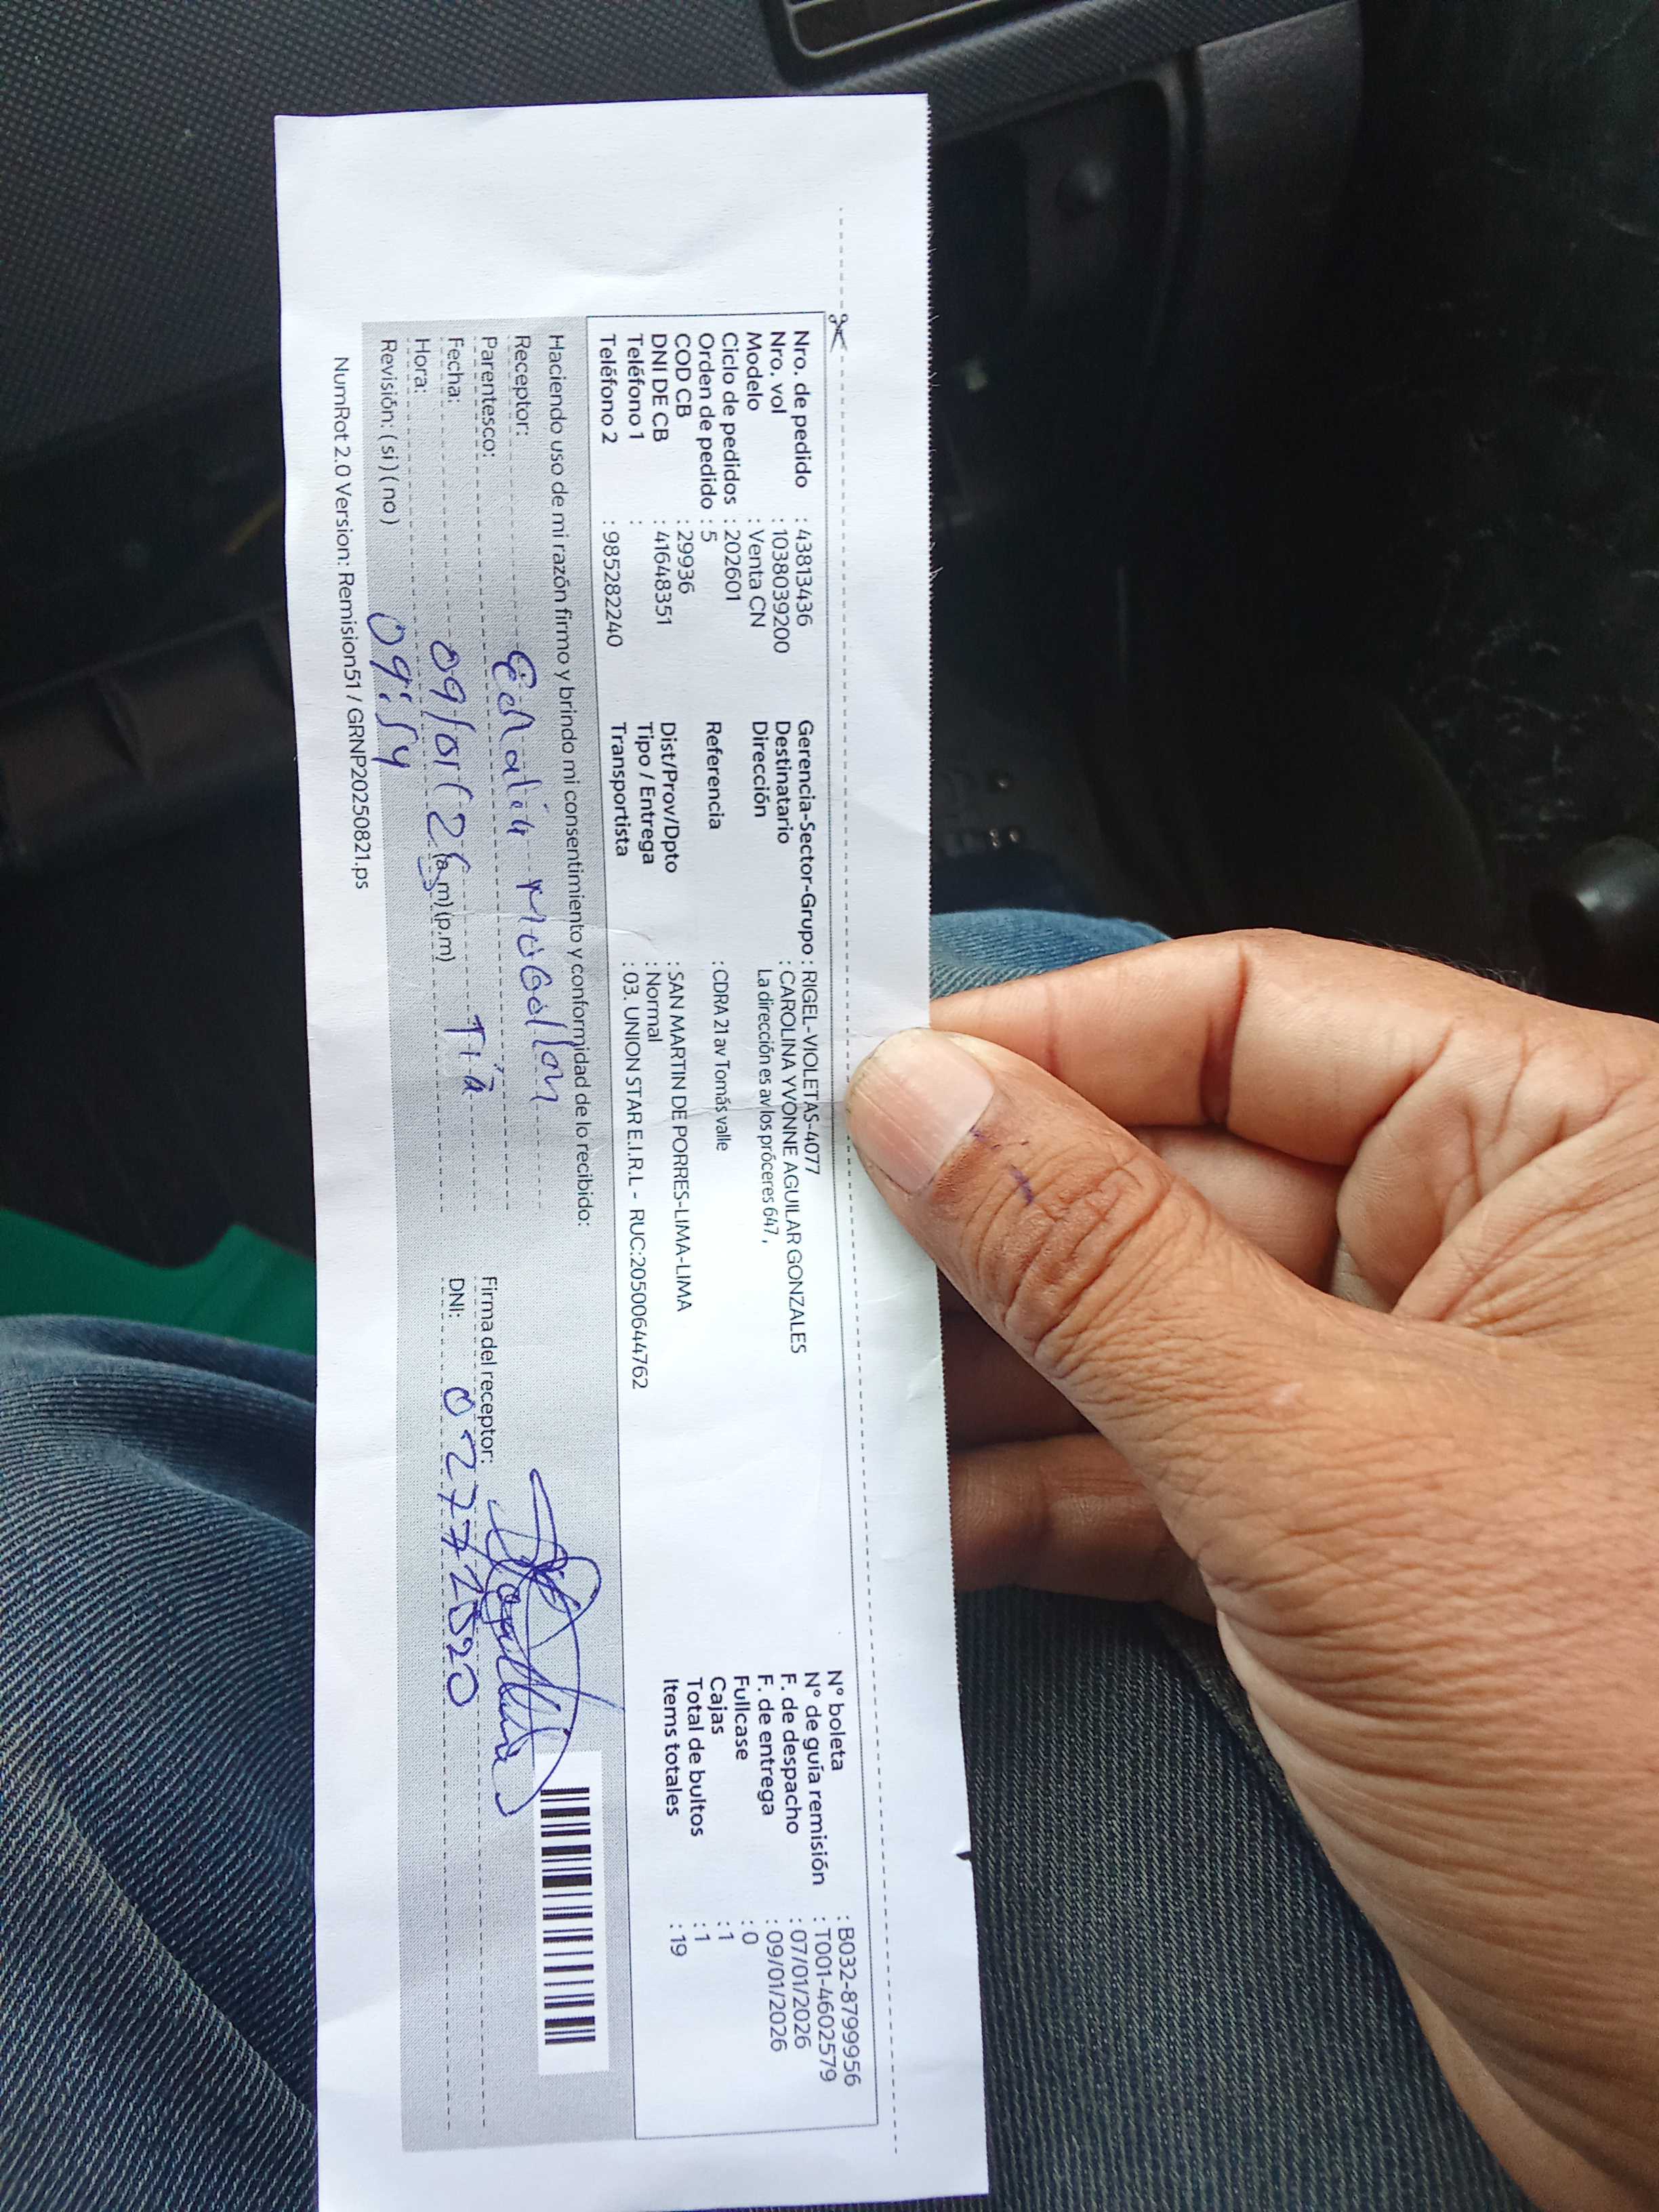 Nro. de pedido : 43813436
Nro. vol : 10380392​00
Modelo : Venta CN
Ciclo de pedidos : 202601
Orden de pedido : 5
COD CB : 29936
DNI DE CB : 41648351
Teléfono 1 :
Teléfono 2 : 985282240
Gerencia-Sector-Grupo : RIGEL-VIOLETAS-4077
Destinatario : CAROLINA YVONNE AGUILAR GONZALES
Dirección La dirección es av los próceres 647 ,
Referencia : CDRA 21 av Tomás valle
Dist/Prov/Dpto : SAN MARTIN DE PORRES-LIMA-LIMA
Tipo / Entrega : Normal
Transportista : 03. UNION STAR E.I.R.L - RUC:20500644762
N° boleta : B032-87999956
N° de guía remisión : T001-4602579
F. de despacho : 07/01/2026
F. de entrega : 09/01/2026
Fullcase : 0
Cajas : 1
Total de bultos : 1
Items totales : 19
Haciendo uso de mi razón firmo y brindo mi consentimiento y conformidad de lo recibido:
Receptor: Mogollon
Parentesco: Tia
Fecha: 09/01/26
Hora: 09:54 (a.m) (p.m)
Revisión: ( si ) ( no )
Firma del receptor:
DNI:
NumRot 2.0 Version: Remision51 / GRNP20250821.ps